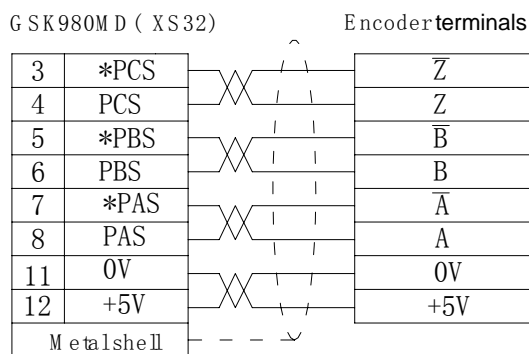 GSK980MD(XS32) Encoder terminals
3 *PCS Z̅
4 PCS Z
5 *PBS B̅
6 PBS B
7 *PAS A̅
8 PAS A
11 0V 0V
12 +5V +5V
Metalshell